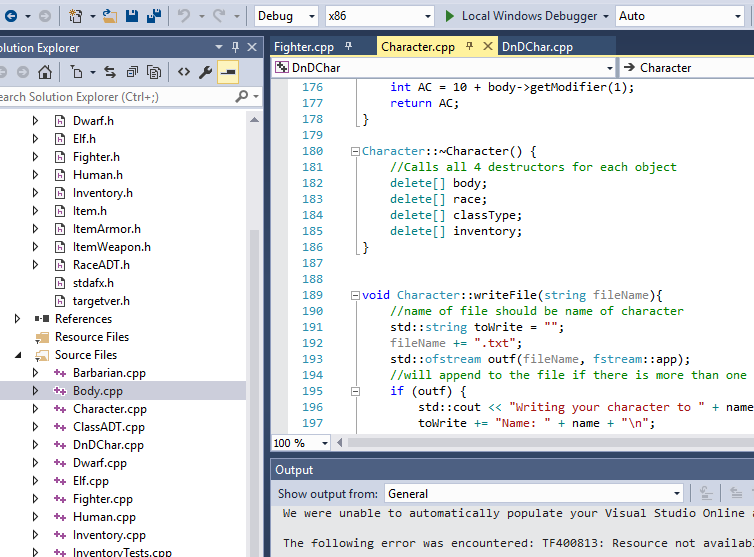 Debug x86 Local Windows Debugger Auto
Solution Explorer
Fighter.cpp Character.cpp DnDChar.cpp
DnDChar Character
earch Solution Explorer (Ctrl+;)
Dwarf.h
Elf.h
Fighter.h
Human.h
Inventory.h
Item.h
ItemArmor.h
ItemWeapon.h
RaceADT.h
stdafx.h
targetver.h
References
Resource Files
Source Files
Barbarian.cpp
Body.cpp
Character.cpp
ClassADT.cpp
DnDChar.cpp
Dwarf.cpp
Elf.cpp
Fighter.cpp
Human.cpp
Inventory.cpp
InventoryTests.cpp
176 int AC = 10 + body->getModifier(1);
177 return AC;
178 }
179
180 Character::~Character() {
181 //Calls all 4 destructors for each object
182 delete[] body;
183 delete[] race;
184 delete[] classType;
185 delete[] inventory;
186 }
187
188
189 void Character::writeFile(string fileName){
190 //name of file should be name of character
191 std::string toWrite = "";
192 fileName += ".txt";
193 std::ofstream outf(fileName, fstream::app);
194 //will append to the file if there is more than one
195 if (outf) {
196 std::cout << "Writing your character to " + name
197 toWrite += "Name: " + name + "\n";
100 %
Output
Show output from: General
We were unable to automatically populate your Visual Studio Online a
The following error was encountered: TF400813: Resource not availab